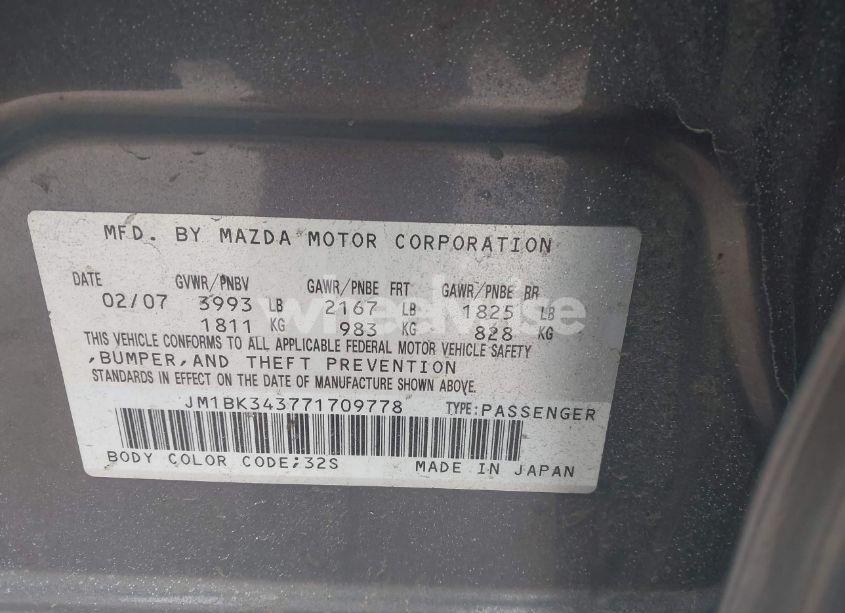 MFD. BY MAZDA MOTOR CORPORATION
DATE GVWR/PNBV GAWR/PNBE FRT GAWR/PNBE RR
02/07 3993 LB 2167 LB 1825 LB
1811 KG 983 KG 828 KG
THIS VEHICLE CONFORMS TO ALL APPLICABLE FEDERAL MOTOR VEHICLE SAFETY
,BUMPER,AND THEFT PREVENTION
STANDARDS IN EFFECT ON THE DATE OF MANUFACTURE SHOWN ABOVE.
JM1BK343771709778 TYPE:PASSENGER
BODY COLOR CODE;32S MADE IN JAPAN
wheelwise